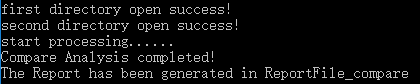 first directory open success!
second directory open success!
start processing......
Compare Analysis completed!
The Report has been generated in ReportFile_compare